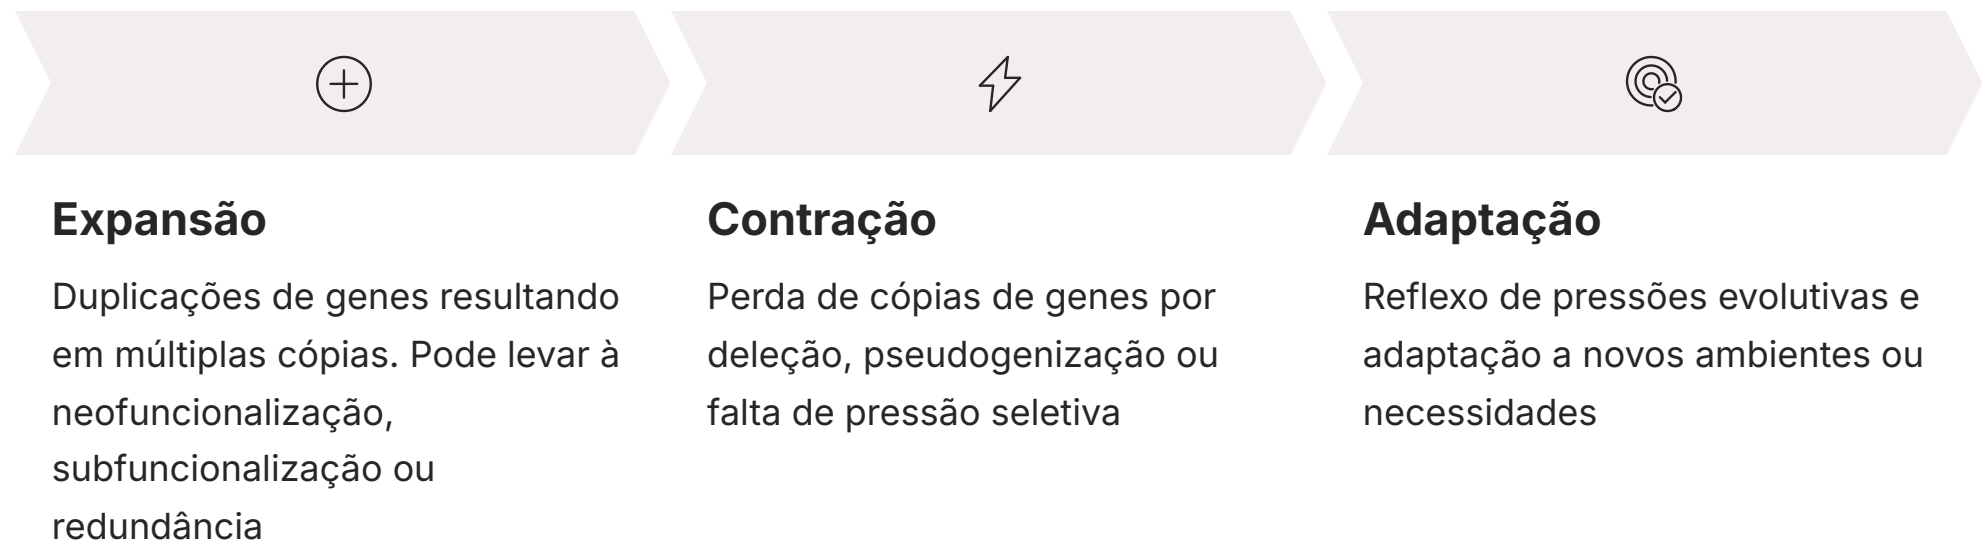 Expansão
Duplicações de genes resultando
em múltiplas cópias. Pode levar à
neofuncionalização,
subfuncionalização ou
redundância
Contração
Perda de cópias de genes por
deleção, pseudogenização ou
falta de pressão seletiva
Adaptação
Reflexo de pressões evolutivas e
adaptação a novos ambientes ou
necessidades